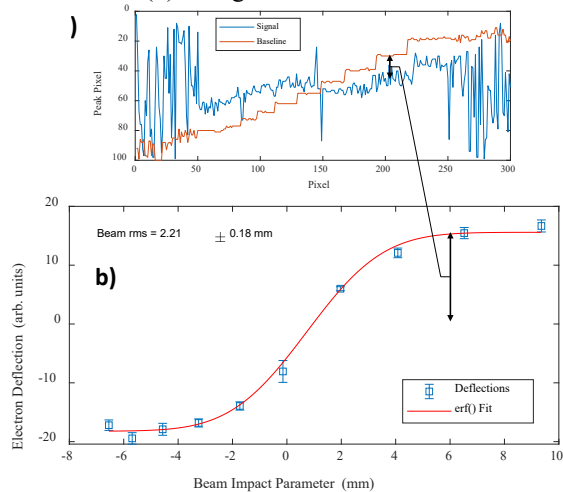 )
0
20
40
60
80
100
Peak Pixel
Signal
Baseline
0 50 100 150 200 250 300
Pixel
Beam rms = 2.21 ± 0.18 mm
b)
20
10
0
-10
-20
Electron Deflection (arb. units)
Deflections
erf() Fit
-8 -6 -4 -2 0 2 4 6 8 10
Beam Impact Parameter (mm)